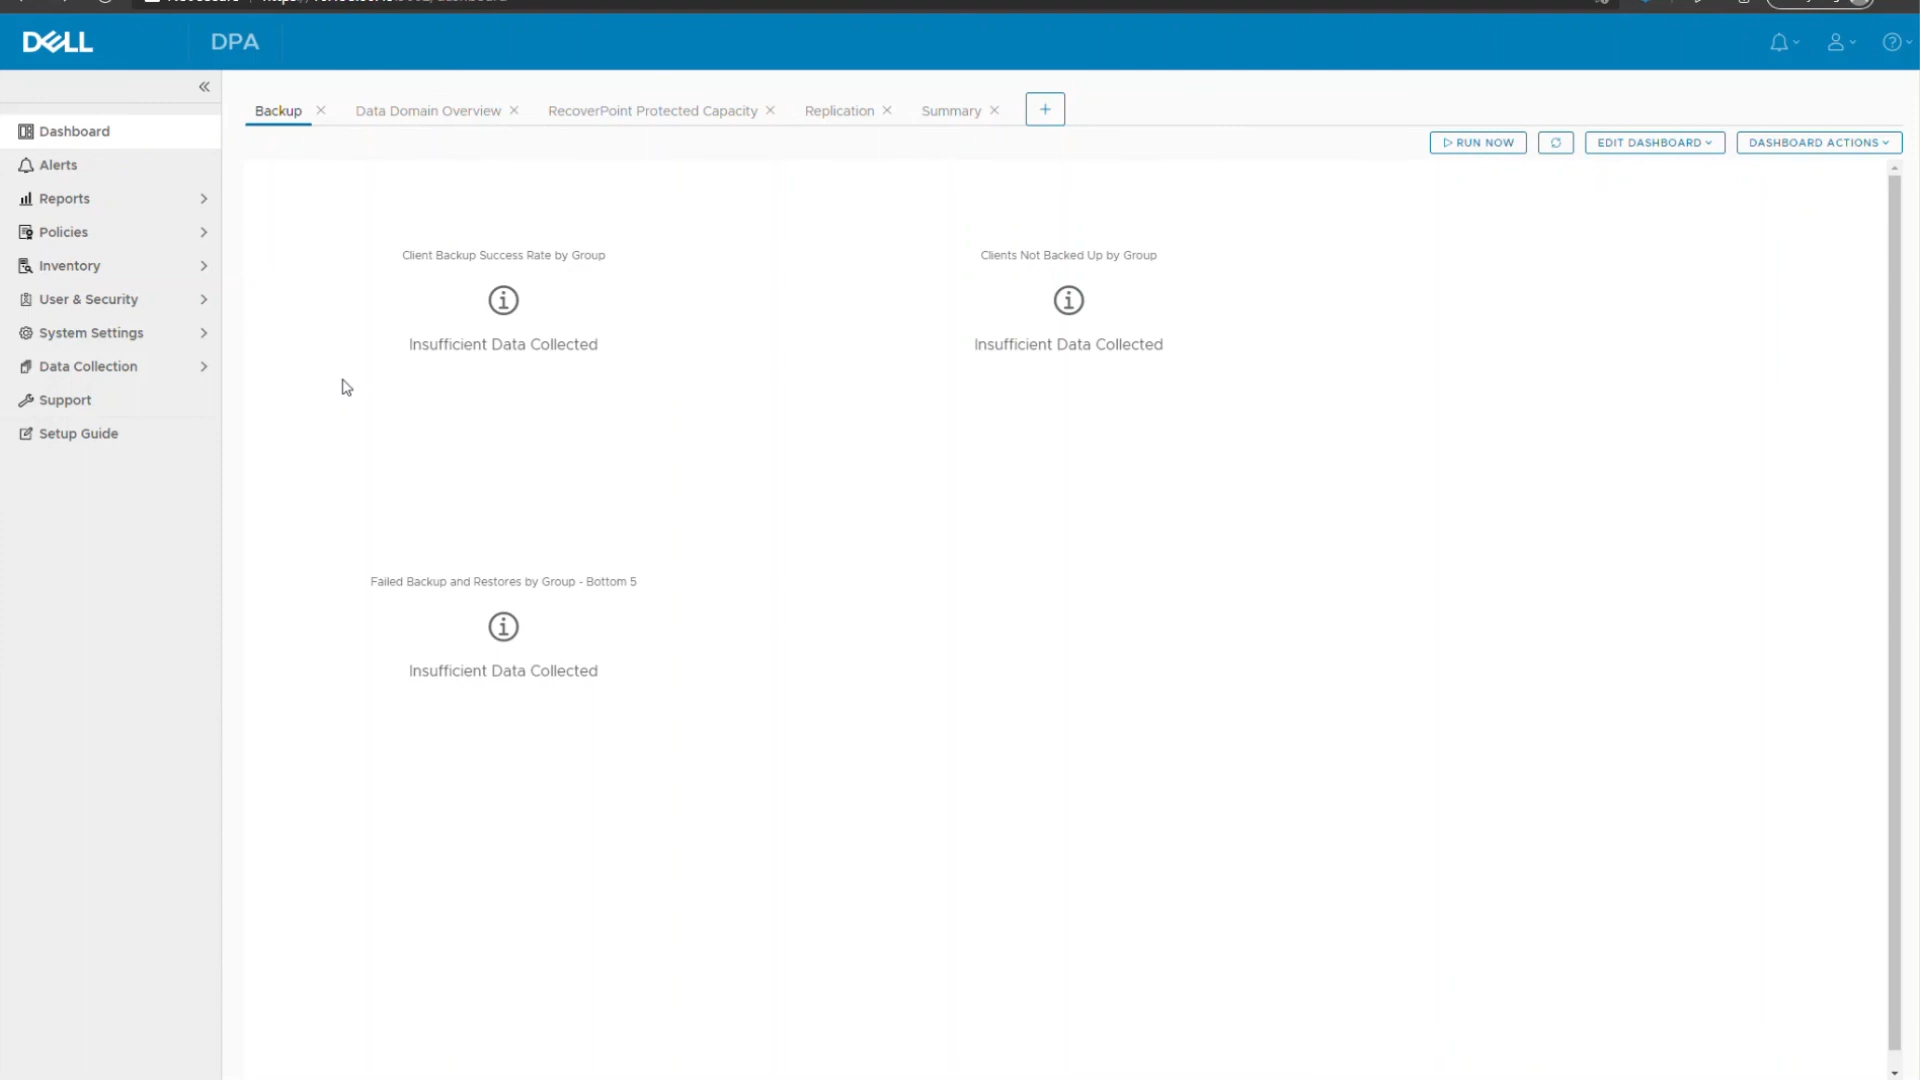 DELL
DPA
Backup
Data Domain Overview
RecoverPoint Protected Capacity
Replication
Summary
+
RUN NOW
EDIT DASHBOARD
DASHBOARD ACTIONS
Dashboard
Alerts
Reports
Policies
Inventory
User & Security
System Settings
Data Collection
Support
Setup Guide
Client Backup Success Rate by Group
Insufficient Data Collected
Clients Not Backed Up by Group
Insufficient Data Collected
Failed Backup and Restores by Group - Bottom 5
Insufficient Data Collected